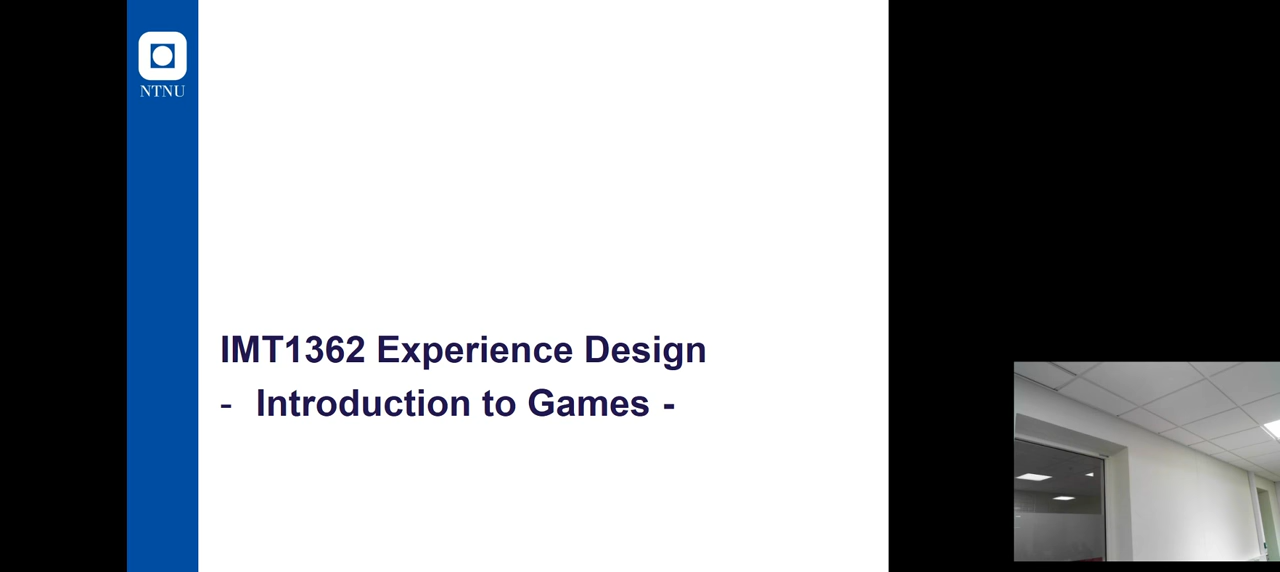 NTNU
IMT1362 Experience Design
- Introduction to Games -